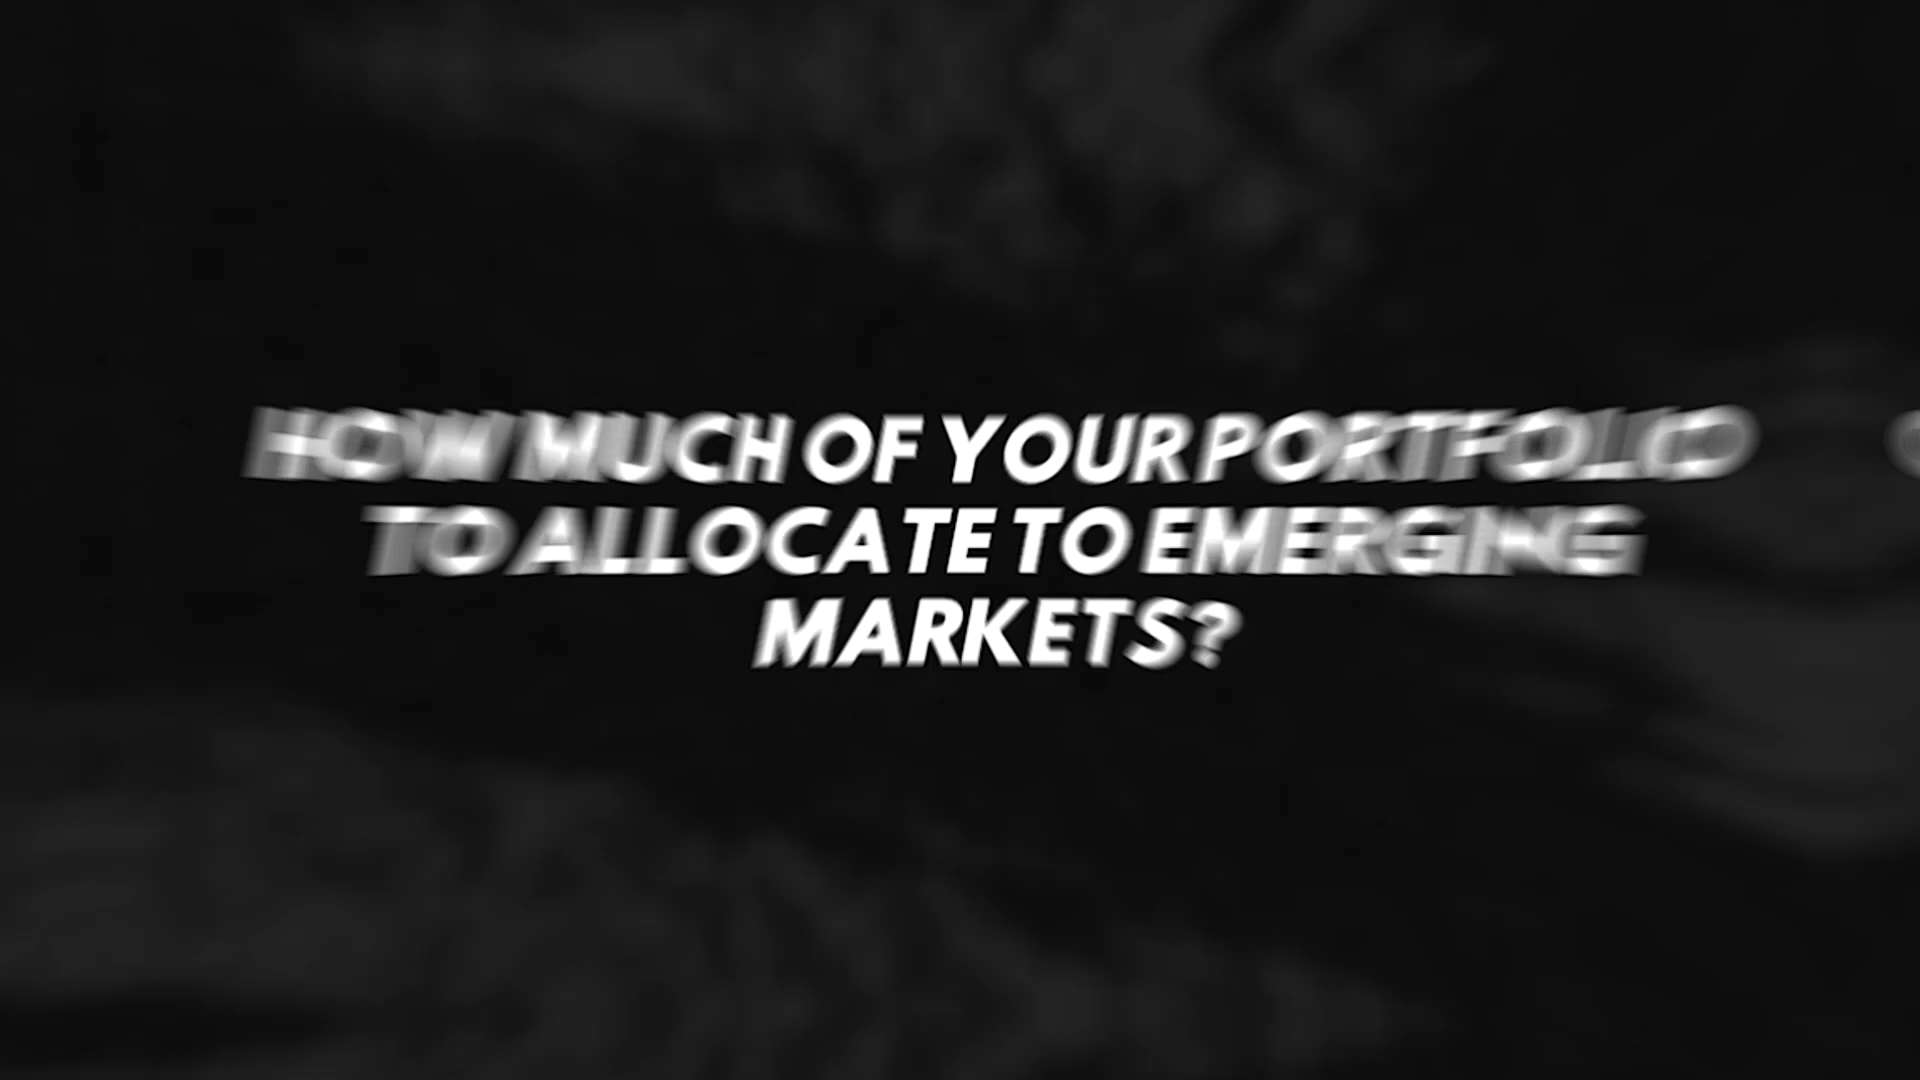 HOW MUCH OF YOUR PORTFOLIO
TO ALLOCATE TO EMERGING
MARKETS?